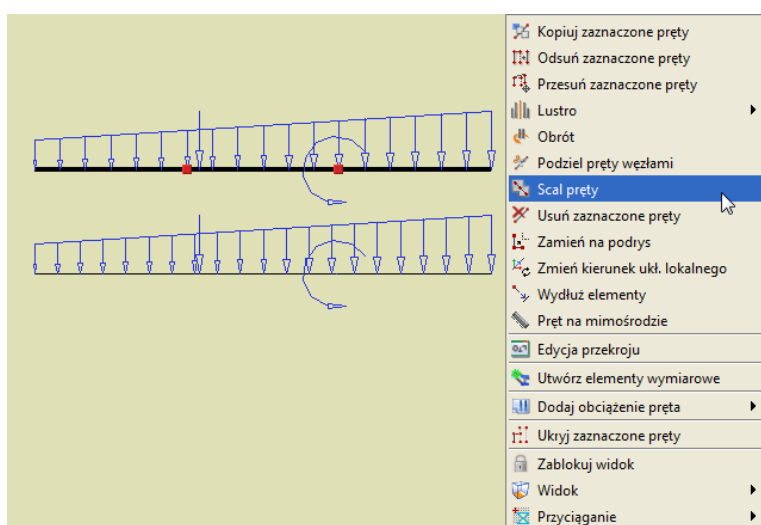 Kopiuj zaznaczone pręty
Odsuń zaznaczone pręty
Przesuń zaznaczone pręty
Lustro
Obrót
Podziel pręty węzłami
Scal pręty
Usuń zaznaczone pręty
Zamień na podrys
Zmień kierunek ukł. lokalnego
Wydłuż elementy
Pręt na mimośrodzie
Edycja przekroju
Utwórz elementy wymiarowe
Dodaj obciążenie pręta
Ukryj zaznaczone pręty
Zablokuj widok
Widok
Przyciąganie